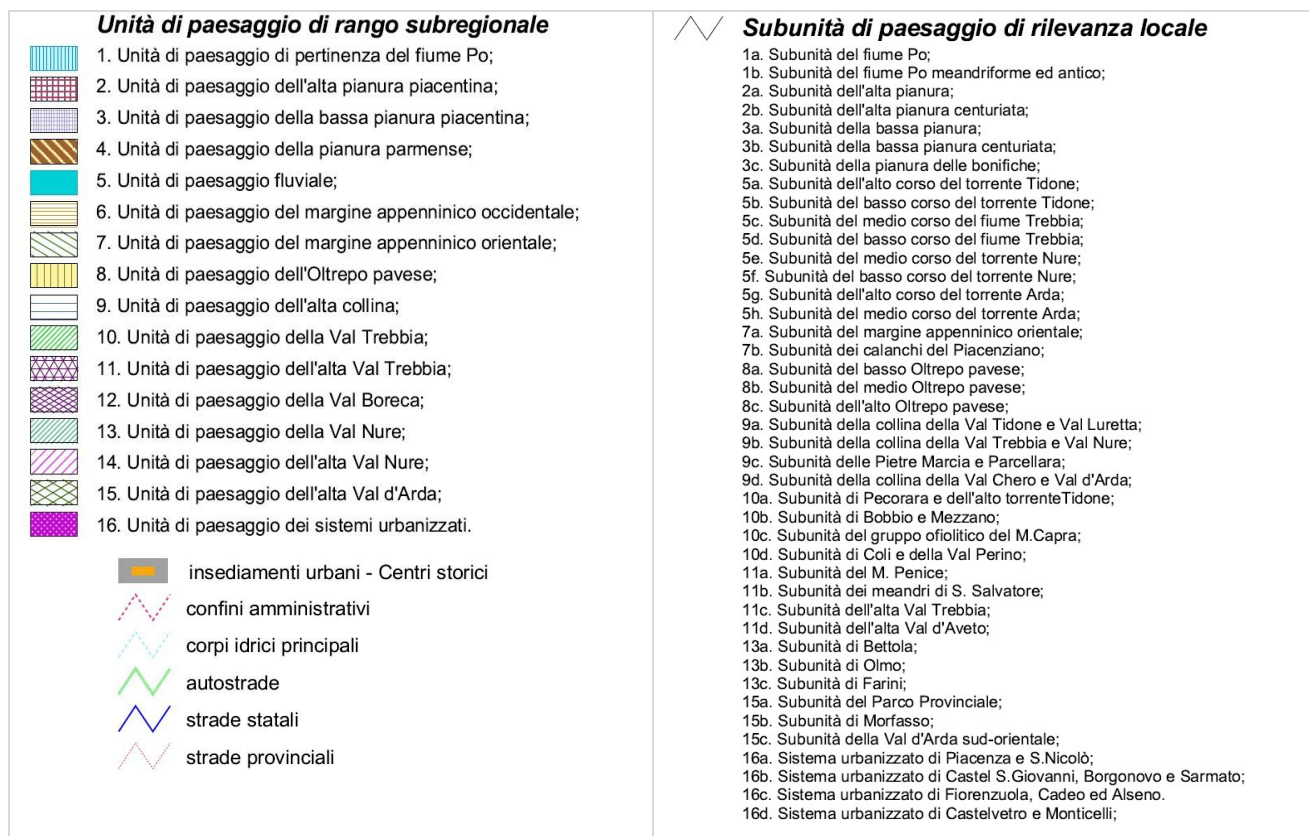 Unità di paesaggio di rango subregionale
1. Unità di paesaggio di pertinenza del fiume Po;
2. Unità di paesaggio dell'alta pianura piacentina;
3. Unità di paesaggio della bassa pianura piacentina;
4. Unità di paesaggio della pianura parmense;
5. Unità di paesaggio fluviale;
6. Unità di paesaggio del margine appenninico occidentale;
7. Unità di paesaggio del margine appenninico orientale;
8. Unità di paesaggio dell'Oltrepo pavese;
9. Unità di paesaggio dell'alta collina;
10. Unità di paesaggio della Val Trebbia;
11. Unità di paesaggio dell'alta Val Trebbia;
12. Unità di paesaggio della Val Boreca;
13. Unità di paesaggio della Val Nure;
14. Unità di paesaggio dell'alta Val Nure;
15. Unità di paesaggio dell'alta Val d'Arda;
16. Unità di paesaggio dei sistemi urbanizzati.
insediamenti urbani - Centri storici
confini amministrativi
corpi idrici principali
autostrade
strade statali
strade provinciali
Subunità di paesaggio di rilevanza locale
1a. Subunità del fiume Po;
1b. Subunità del fiume Po meandriforme ed antico;
2a. Subunità dell'alta pianura;
2b. Subunità dell'alta pianura centuriata;
3a. Subunità della bassa pianura;
3b. Subunità della bassa pianura centuriata;
3c. Subunità della pianura delle bonifiche;
5a. Subunità dell'alto corso del torrente Tidone;
5b. Subunità del basso corso del torrente Tidone;
5c. Subunità del medio corso del fiume Trebbia;
5d. Subunità del basso corso del fiume Trebbia;
5e. Subunità del medio corso del torrente Nure;
5f. Subunità del basso corso del torrente Nure;
5g. Subunità dell'alto corso del torrente Arda;
5h. Subunità del medio corso del torrente Arda;
7a. Subunità del margine appenninico orientale;
7b. Subunità dei calanchi del Piacenziano;
8a. Subunità del basso Oltrepo pavese;
8b. Subunità del medio Oltrepo pavese;
8c. Subunità dell'alto Oltrepo pavese;
9a. Subunità della collina della Val Tidone e Val Luretta;
9b. Subunità della collina della Val Trebbia e Val Nure;
9c. Subunità delle Pietre Marcia e Parcellara;
9d. Subunità della collina della Val Chero e Val d'Arda;
10a. Subunità di Pecorara e dell'alto torrenteTidone;
10b. Subunità di Bobbio e Mezzano;
10c. Subunità del gruppo ofiolitico del M.Capra;
10d. Subunità di Coli e della Val Perino;
11a. Subunità del M. Penice;
11b. Subunità dei meandri di S. Salvatore;
11c. Subunità dell'alta Val Trebbia;
11d. Subunità dell'alta Val d'Aveto;
13a. Subunità di Bettola;
13b. Subunità di Olmo;
13c. Subunità di Farini;
15a. Subunità del Parco Provinciale;
15b. Subunità di Morfasso;
15c. Subunità della Val d'Arda sud-orientale;
16a. Sistema urbanizzato di Piacenza e S.Nicolò;
16b. Sistema urbanizzato di Castel S.Giovanni, Borgonovo e Sarmato;
16c. Sistema urbanizzato di Fiorenzuola, Cadeo ed Alseno.
16d. Sistema urbanizzato di Castelvetro e Monticelli;